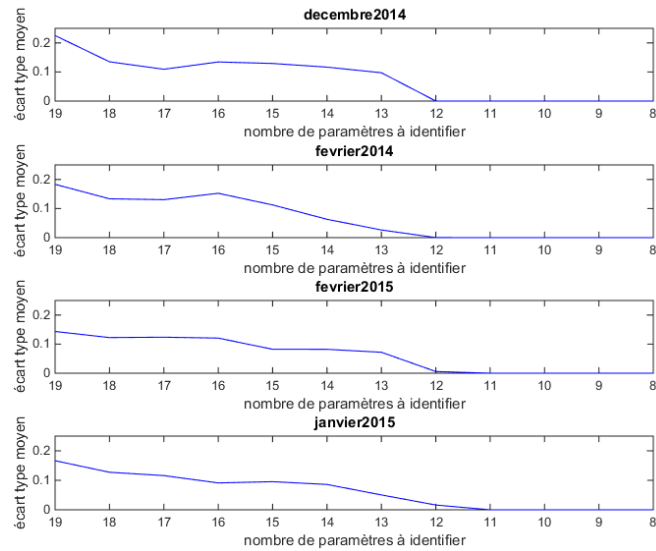 decembre2014
écart type moyen
0.2
0.1
0
19 18 17 16 15 14 13 12 11 10 9 8
nombre de paramètres à identifier
fevrier2014
écart type moyen
0.2
0.1
0
19 18 17 16 15 14 13 12 11 10 9 8
nombre de paramètres à identifier
fevrier2015
écart type moyen
0.2
0.1
0
19 18 17 16 15 14 13 12 11 10 9 8
nombre de paramètres à identifier
janvier2015
écart type moyen
0.2
0.1
0
19 18 17 16 15 14 13 12 11 10 9 8
nombre de paramètres à identifier